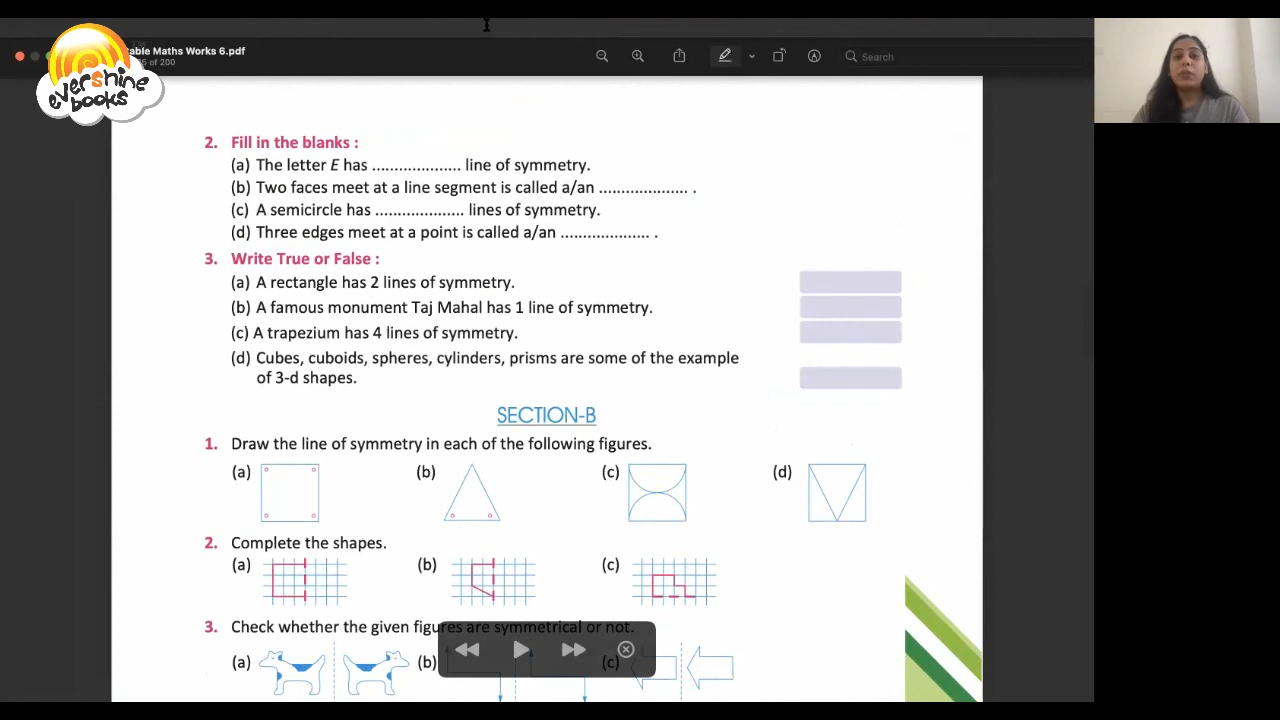 evershine
books
able Maths Works 6.pdf
of 200
Search
2. Fill in the blanks :
(a) The letter E has .................... line of symmetry.
(b) Two faces meet at a line segment is called a/an .................... .
(c) A semicircle has .................... lines of symmetry.
(d) Three edges meet at a point is called a/an .................... .
3. Write True or False :
(a) A rectangle has 2 lines of symmetry.
(b) A famous monument Taj Mahal has 1 line of symmetry.
(c) A trapezium has 4 lines of symmetry.
(d) Cubes, cuboids, spheres, cylinders, prisms are some of the example
of 3-d shapes.
SECTION-B
1. Draw the line of symmetry in each of the following figures.
(a) (b) (c) (d)
2. Complete the shapes.
(a) (b) (c)
3. Check whether the given figures are symmetrical or not.
(a) (b) (c)